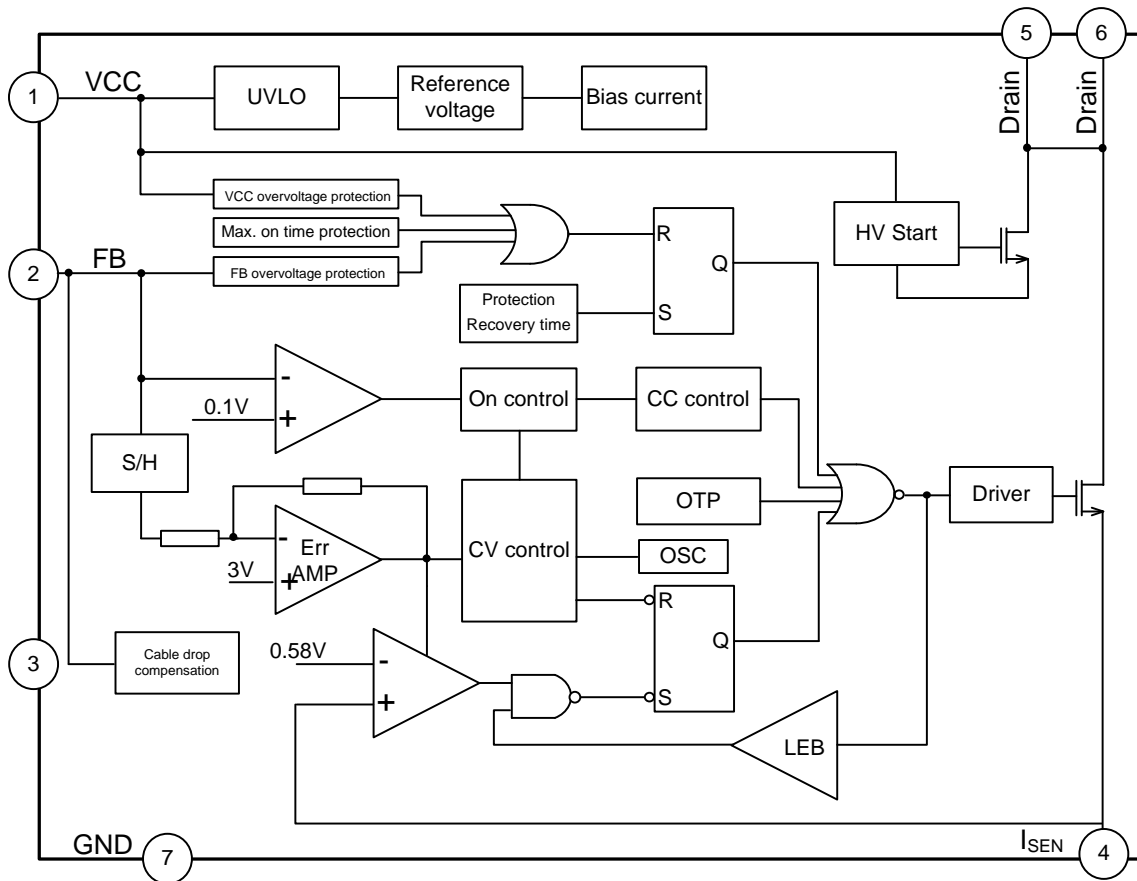 5
6
1
VCC
UVLO
Reference
voltage
Bias current
Drain
Drain
VCC overvoltage protection
Max. on time protection
FB overvoltage protection
R
Q
S
HV Start
2
FB
Protection
Recovery time
-
+
0.1V
On control
CC control
S/H
-
+
Err
AMP
3V
CV control
OTP
OSC
Driver
R
Q
S
3
Cable drop
compensation
0.58V
-
+
LEB
GND
7
ISEN
4